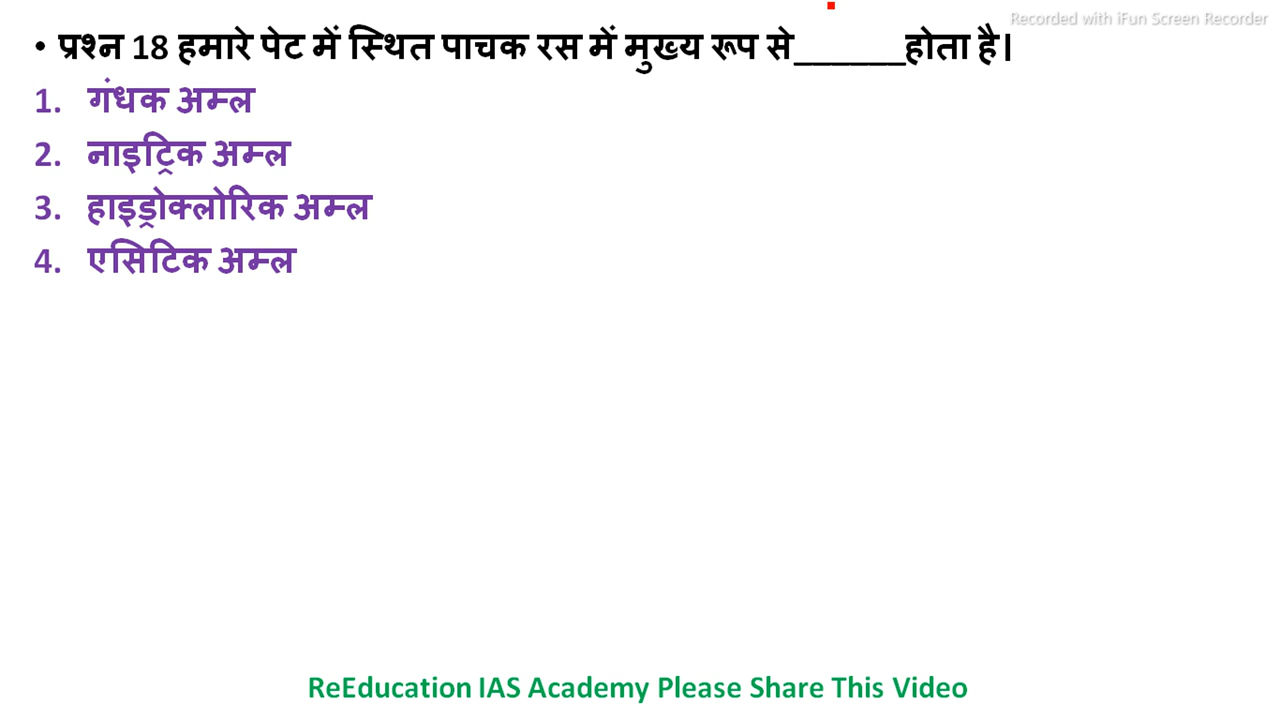 Recorded with iFun Screen Recorder
• प्रश्न 18 हमारे पेट में स्थित पाचक रस में मुख्य रूप से______होता है।
1. गंधक अम्ल
2. नाइट्रिक अम्ल
3. हाइड्रोक्लोरिक अम्ल
4. एसिटिक अम्ल
ReEducation IAS Academy Please Share This Video